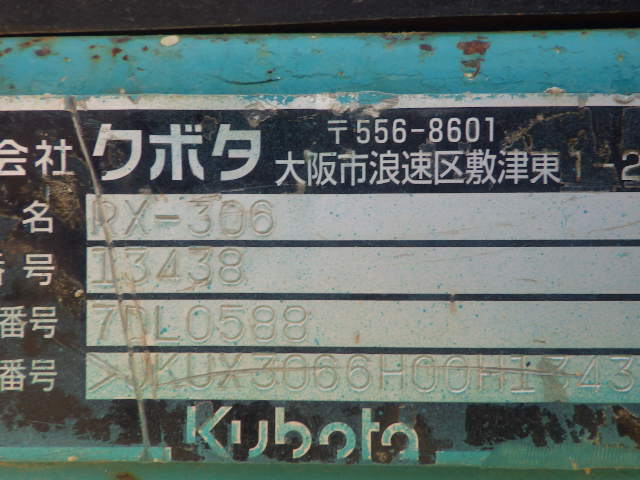 会社 クボタ 〒556-8601
大阪市浪速区敷津東1-2
名 RX-306
番号 13438
番号 7DL0588
番号 >JKUX3066H00H1343
Kubota